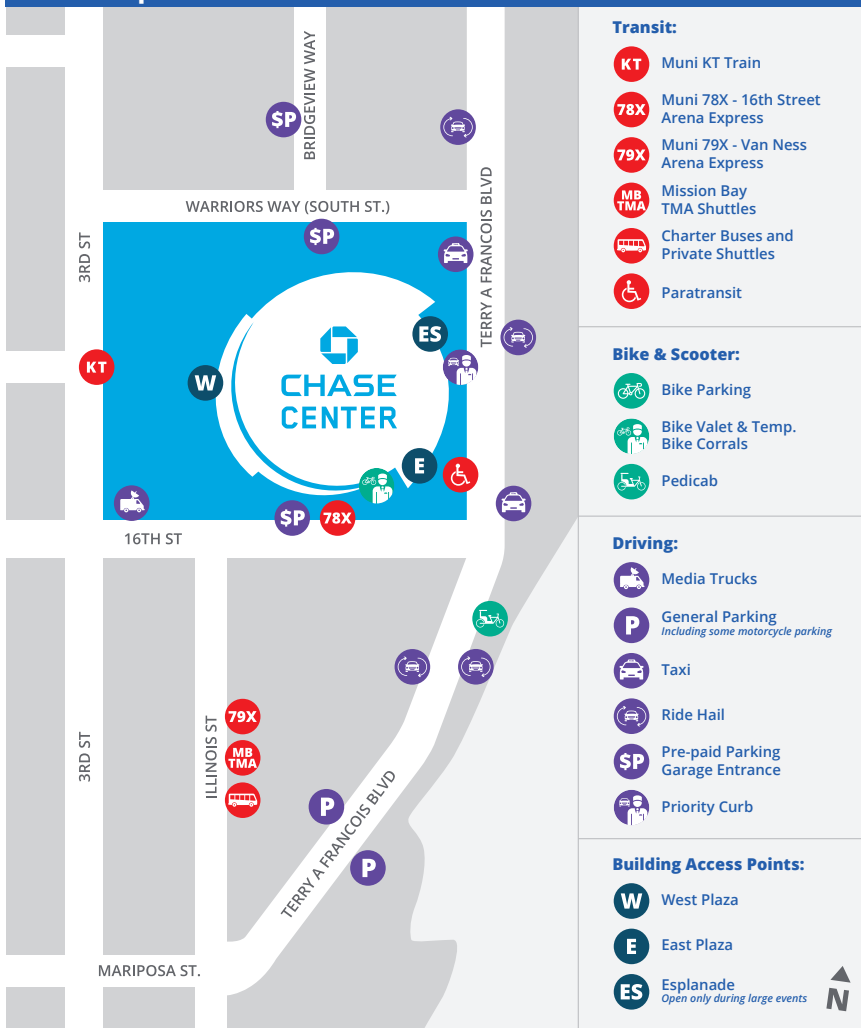 BRIDGEVIEW WAY
$P
WARRIORS WAY (SOUTH ST.)
$P
3RD ST
TERRY A FRANCOIS BLVD
ES
KT
W
CHASE
CENTER
E
$P
78X
16TH ST
79X
MB
TMA
3RD ST
ILLINOIS ST
P
P
TERRY A FRANCOIS BLVD
MARIPOSA ST.
Transit:
KT Muni KT Train
78X Muni 78X - 16th Street
Arena Express
79X Muni 79X - Van Ness
Arena Express
MB Mission Bay
TMA TMA Shuttles
Charter Buses and
Private Shuttles
Paratransit
Bike & Scooter:
Bike Parking
Bike Valet & Temp.
Bike Corrals
Pedicab
Driving:
Media Trucks
P General Parking
Including some motorcycle parking
Taxi
Ride Hail
$P Pre-paid Parking
Garage Entrance
Priority Curb
Building Access Points:
W West Plaza
E East Plaza
ES Esplanade
Open only during large events
N